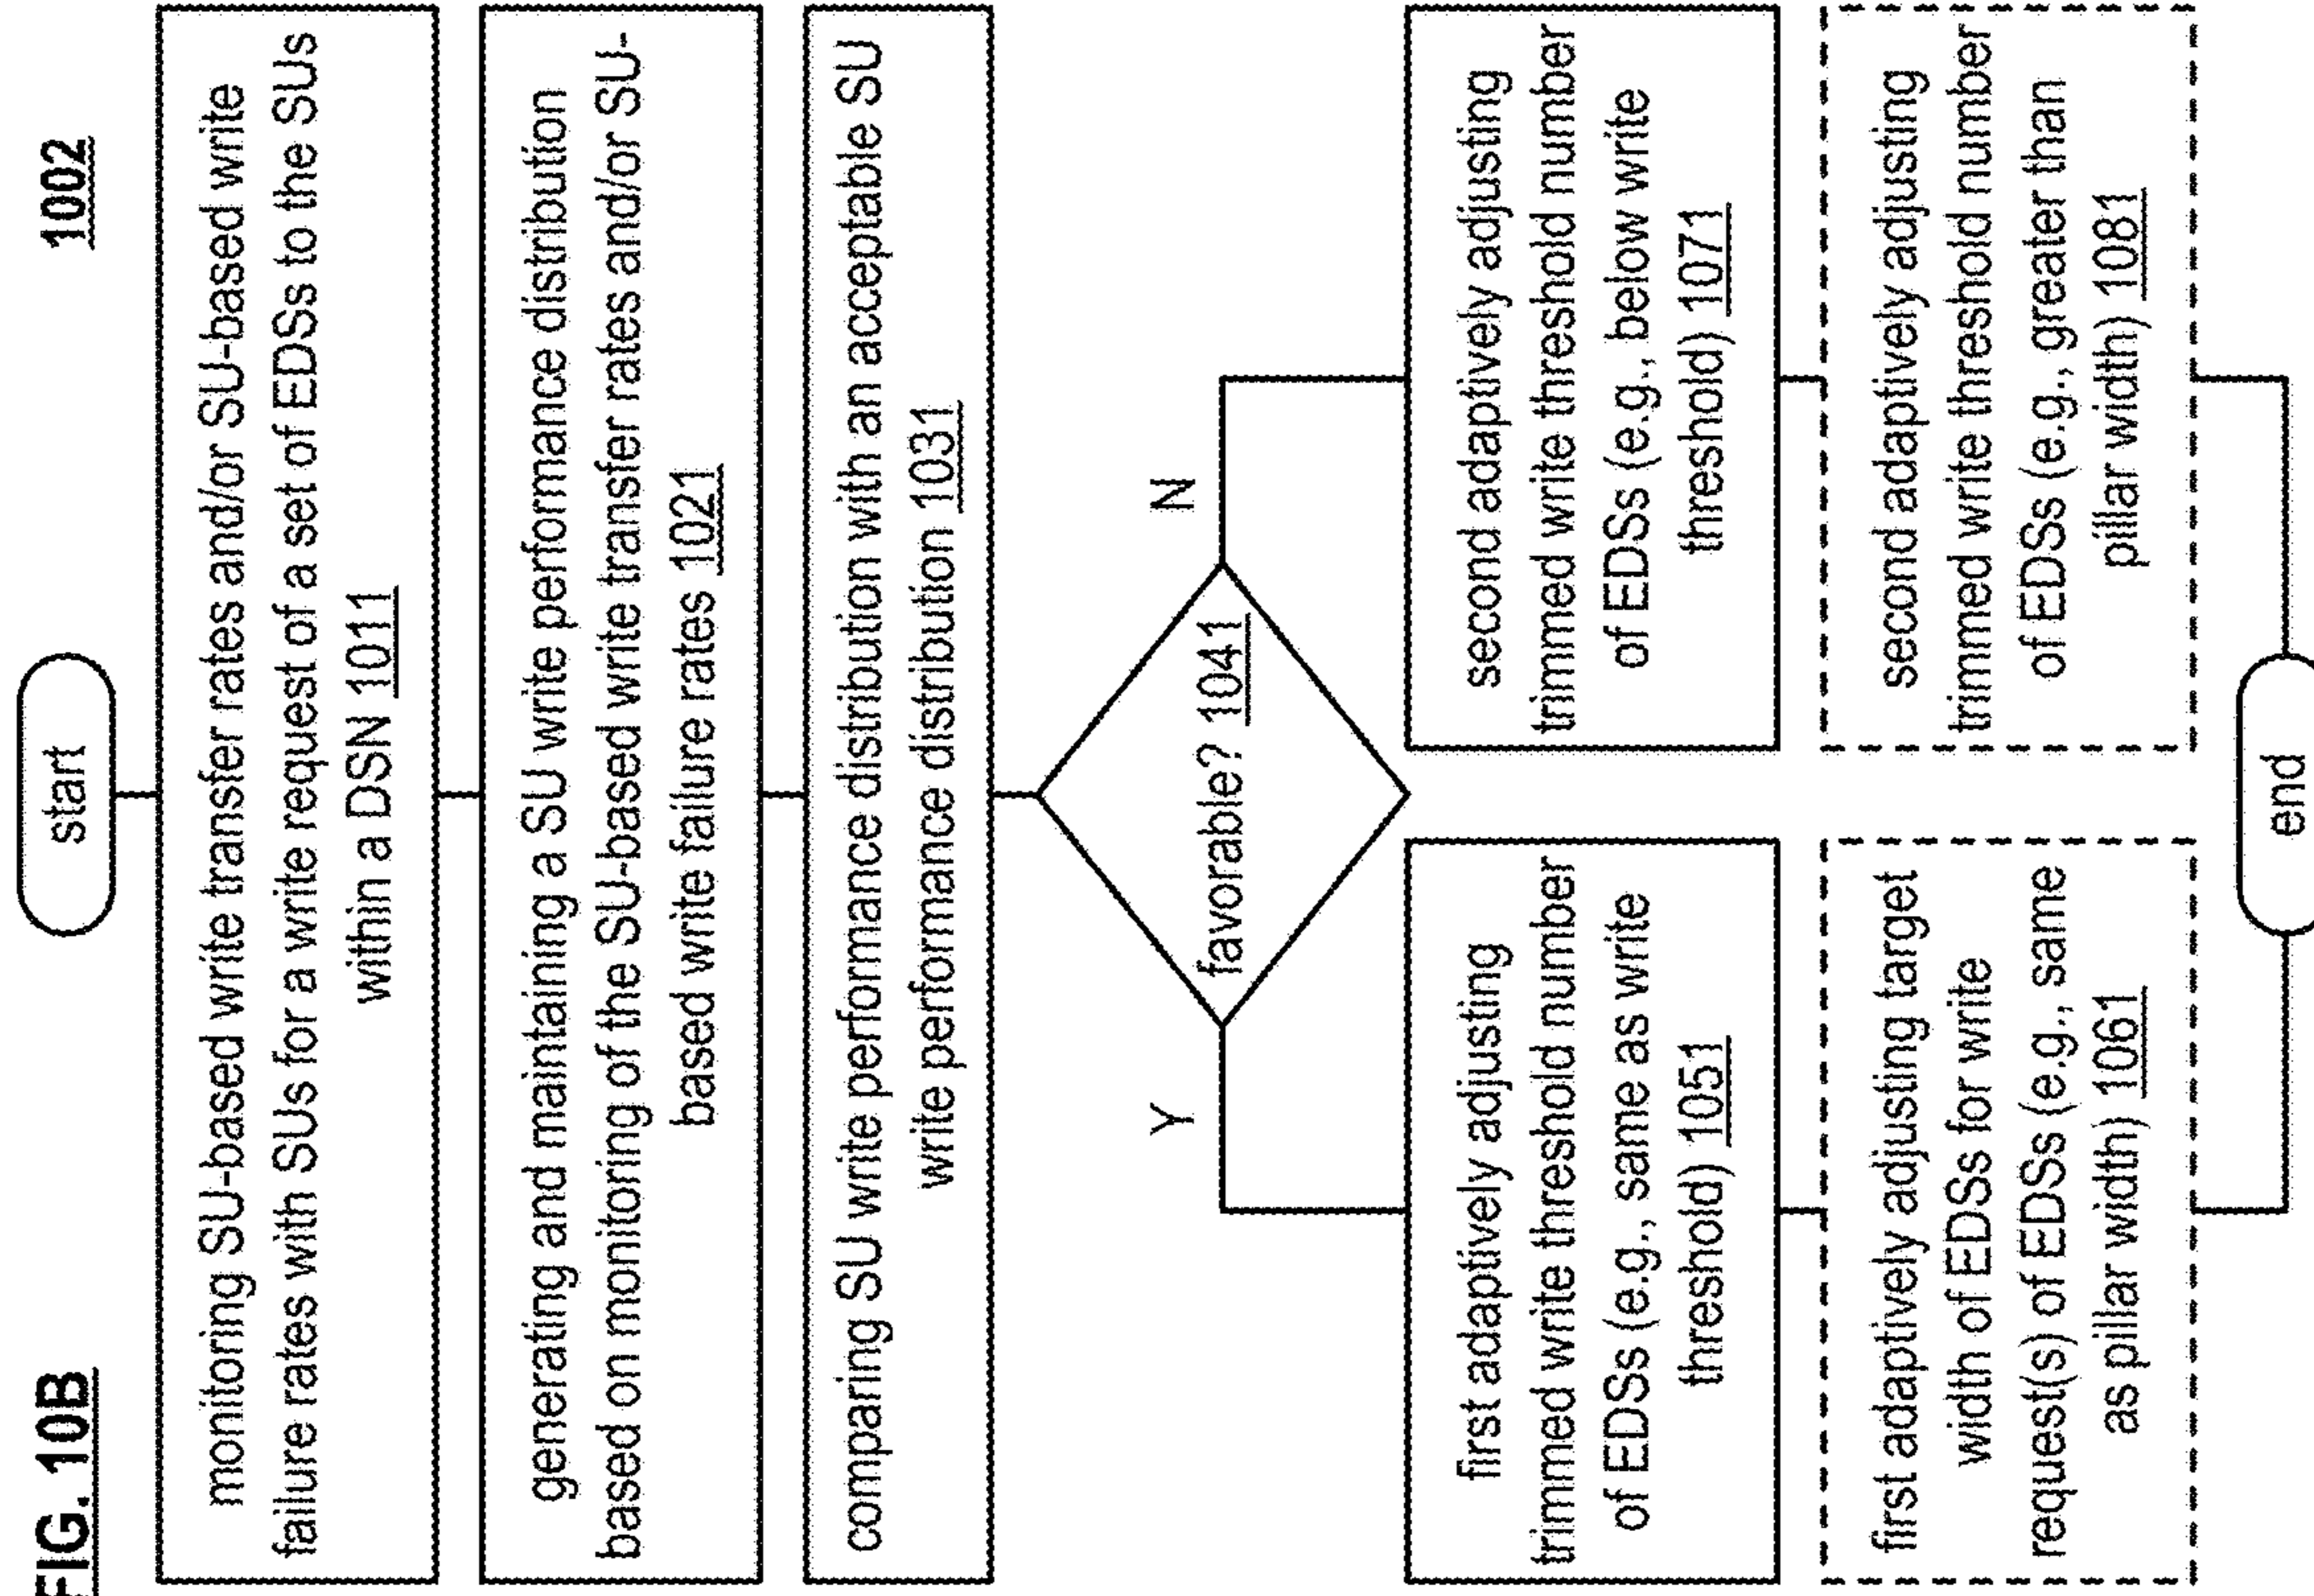 FIG. 10B
1002
start
monitoring SU-based write transfer rates and/or SU-based write
failure rates with SUs for a write request of a set of EDSs to the SUs
within a DSN 1011
generating and maintaining a SU write performance distribution
based on monitoring of the SU-based write transfer rates and/or SU-
based write failure rates 1021
comparing SU write performance distribution with an acceptable SU
write performance distribution 1031
favorable? 1041
Y
N
first adaptively adjusting
trimmed write threshold number
of EDSs (e.g., same as write
threshold) 1051
second adaptively adjusting
trimmed write threshold number
of EDSs (e.g., below write
threshold) 1071
first adaptively adjusting target
width of EDSs for write
request(s) of EDSs (e.g., same
as pillar width) 1061
second adaptively adjusting
trimmed write threshold number
of EDSs (e.g., greater than
pillar width) 1081
end